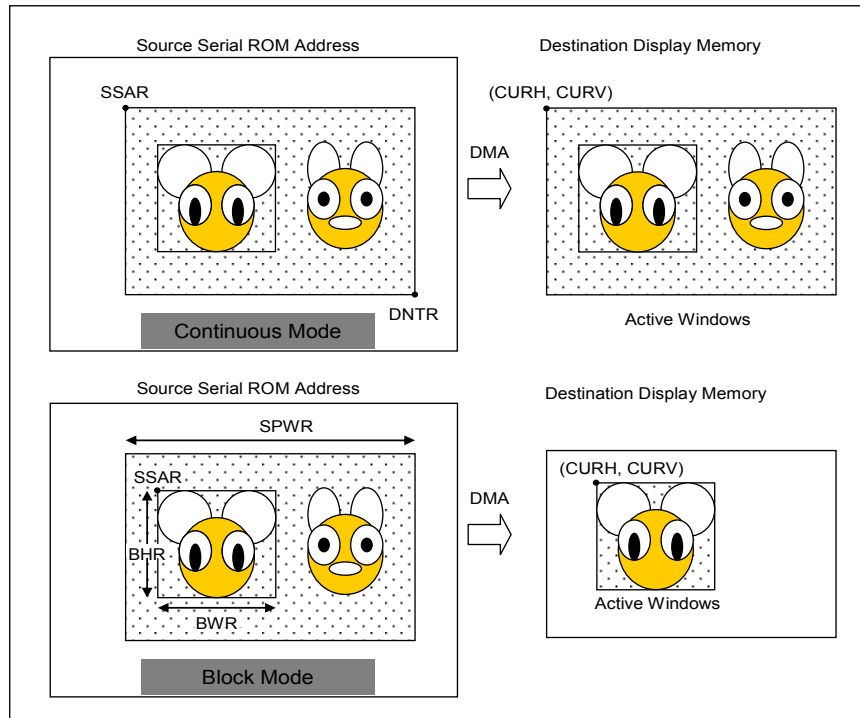 Source Serial ROM Address
Destination Display Memory
SSAR
(CURH, CURV)
DMA
DNTR
Continuous Mode
Active Windows
Source Serial ROM Address
Destination Display Memory
SPWR
SSAR
(CURH, CURV)
DMA
BHR
BWR
Active Windows
Block Mode